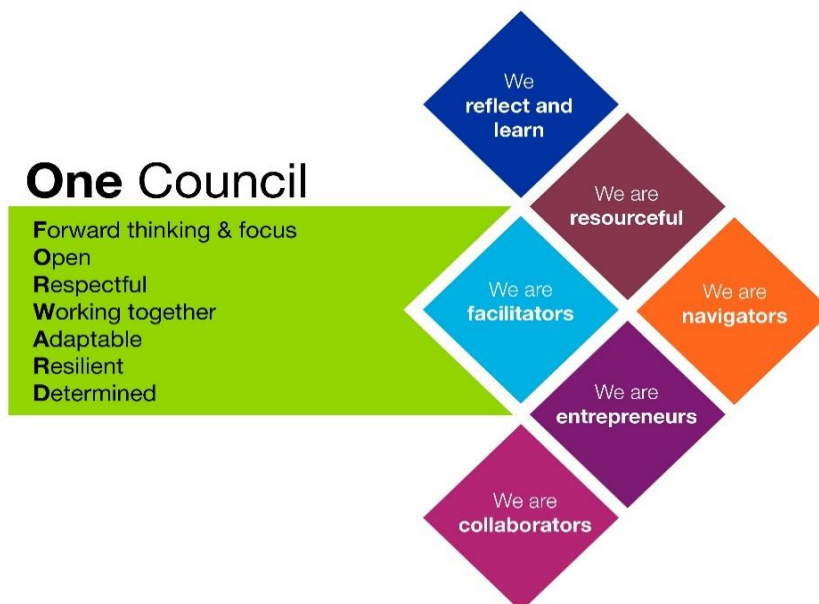 One Council
Forward thinking & focus
Open
Respectful
Working together
Adaptable
Resilient
Determined
We
reflect and
learn
We are
resourceful
We are
facilitators
We are
navigators
We are
entrepreneurs
We are
collaborators